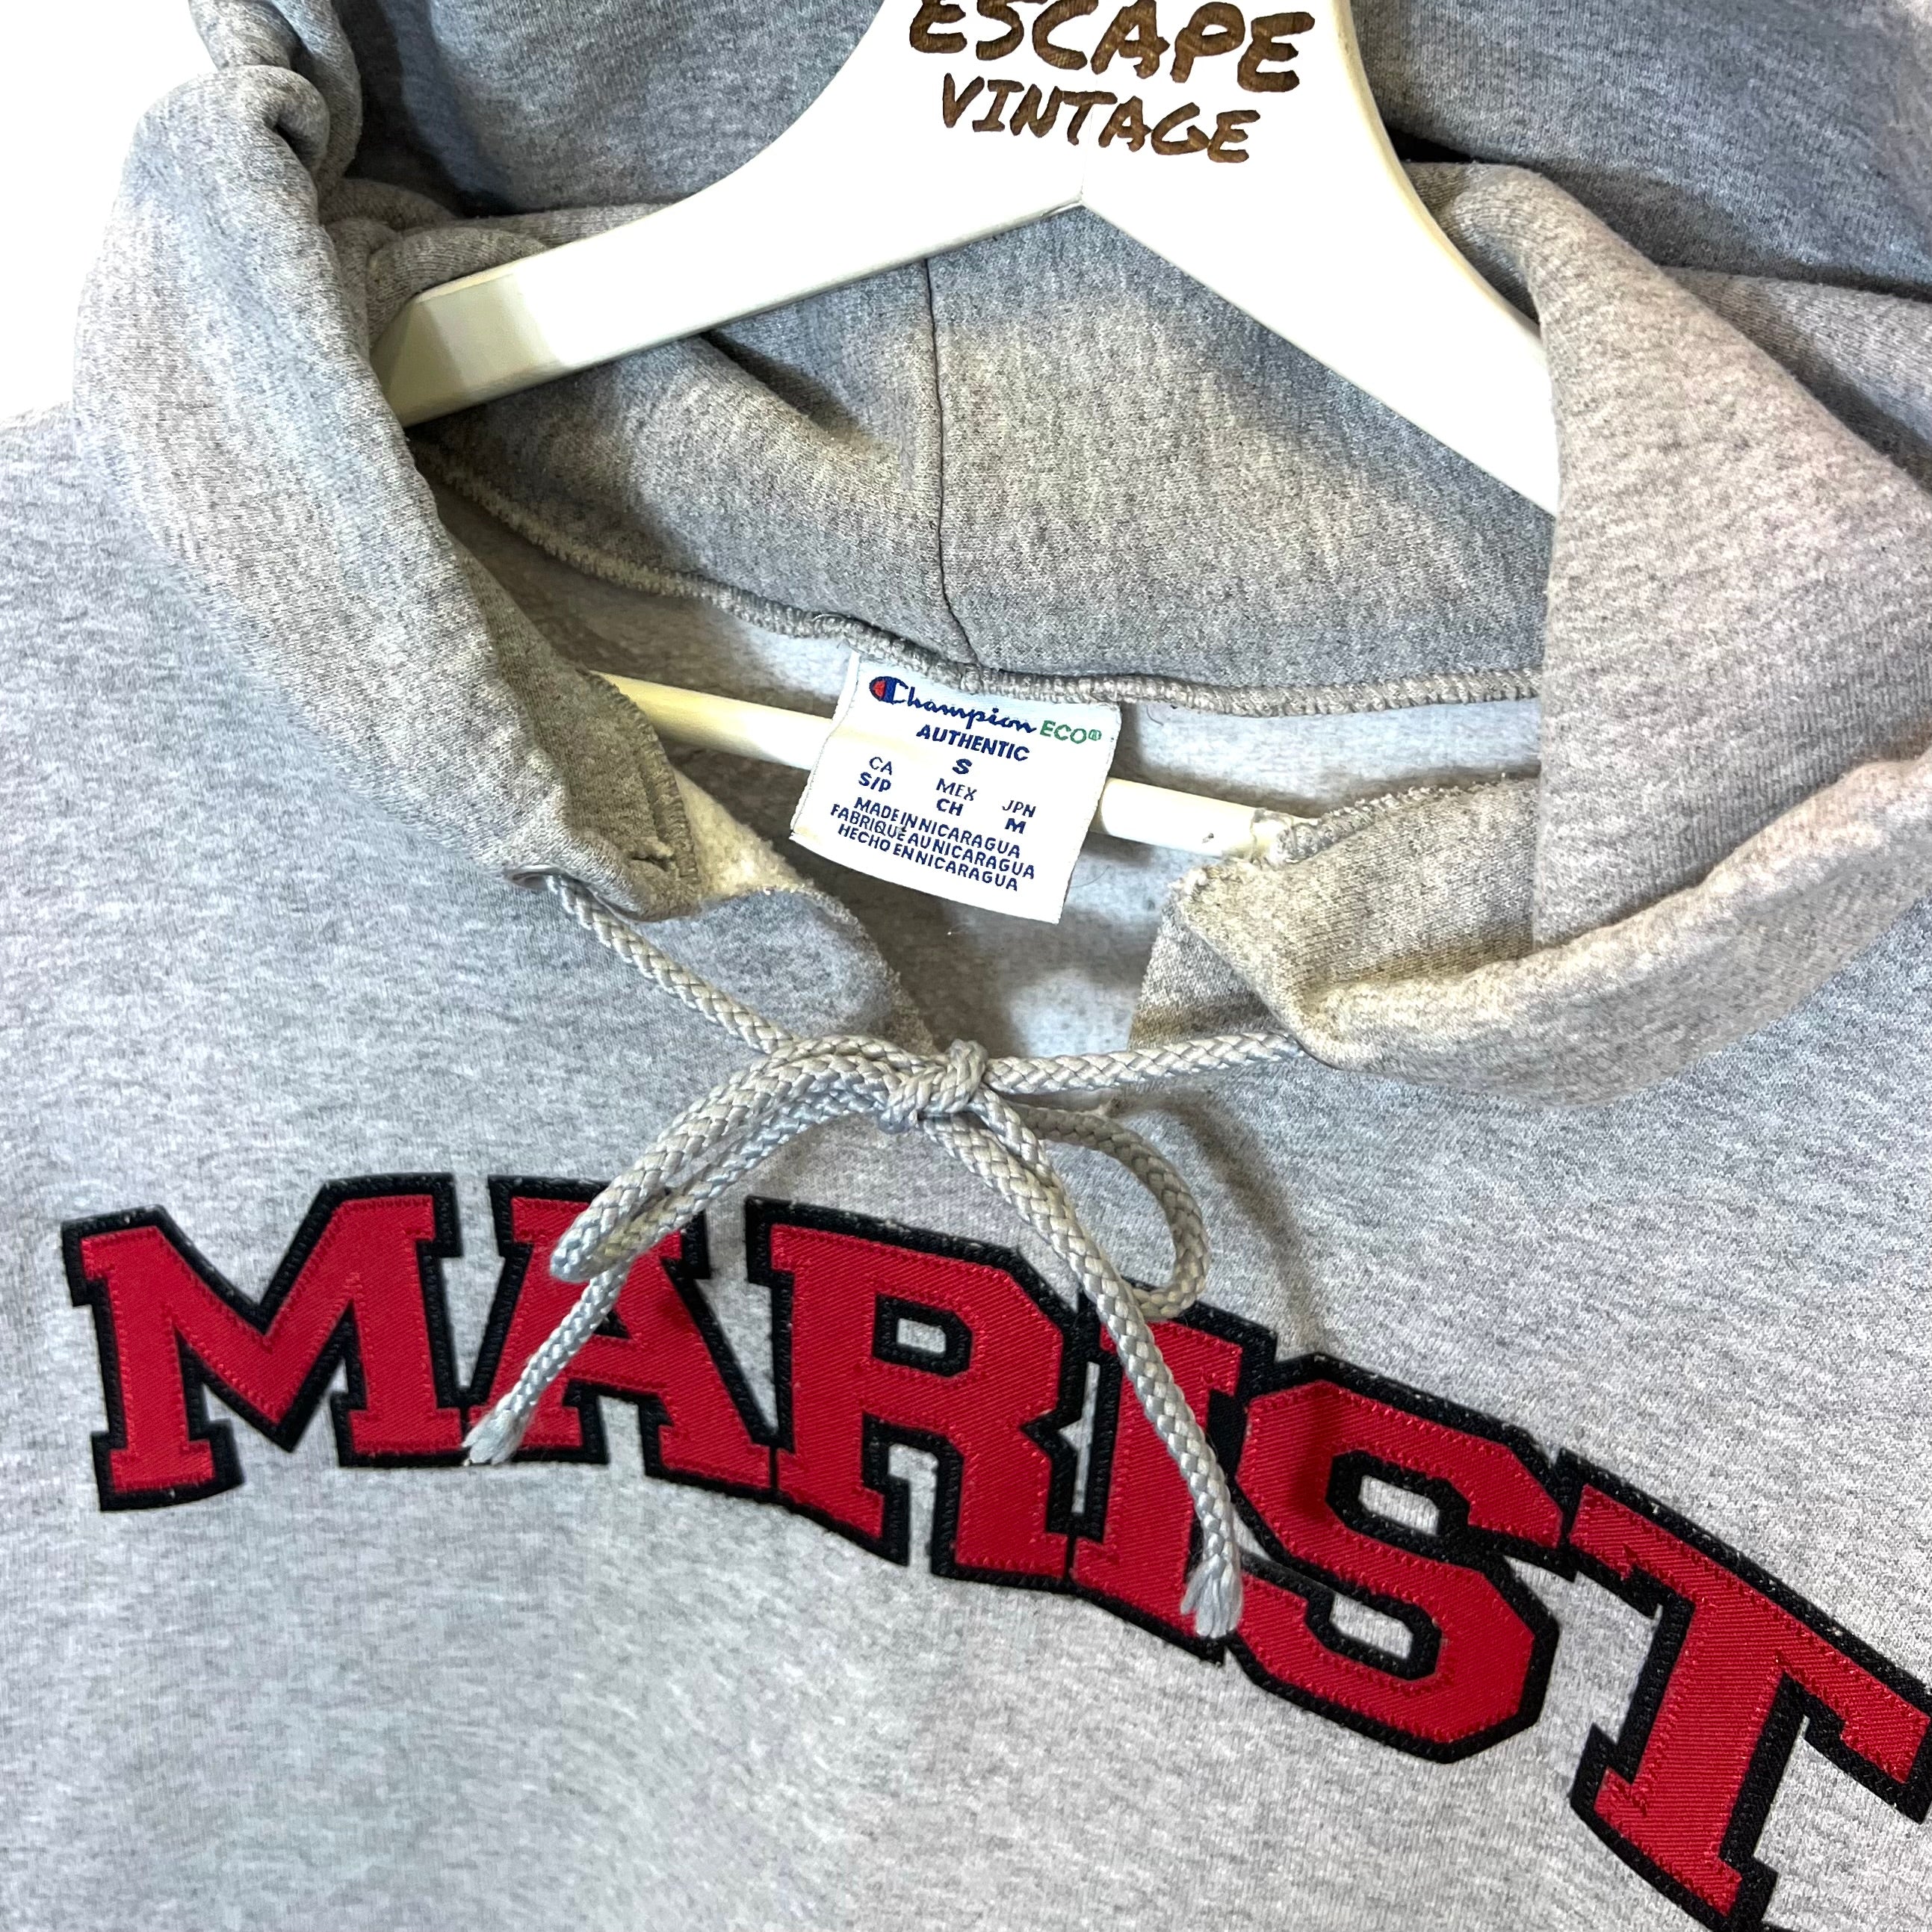 ESCAPE
VINTAGE
Champion ECO®
AUTHENTIC
S
CA MEX JPN
S/P CH M
MADE IN NICARAGUA
FABRIQUÉ AU NICARAGUA
HECHO EN NICARAGUA
MARIST